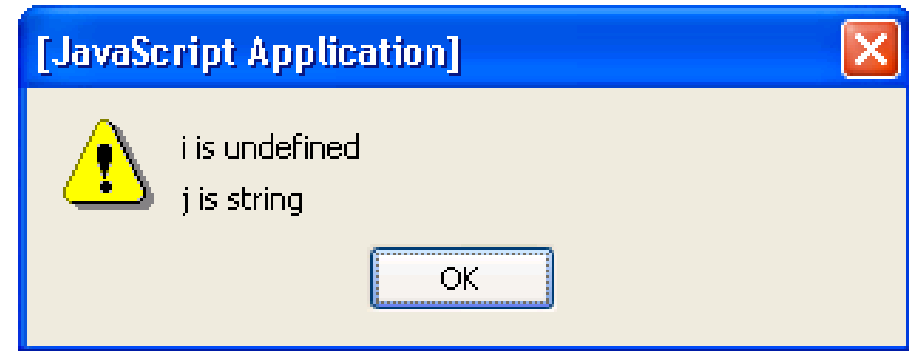 [JavaScript Application]
i is undefined
j is string
OK